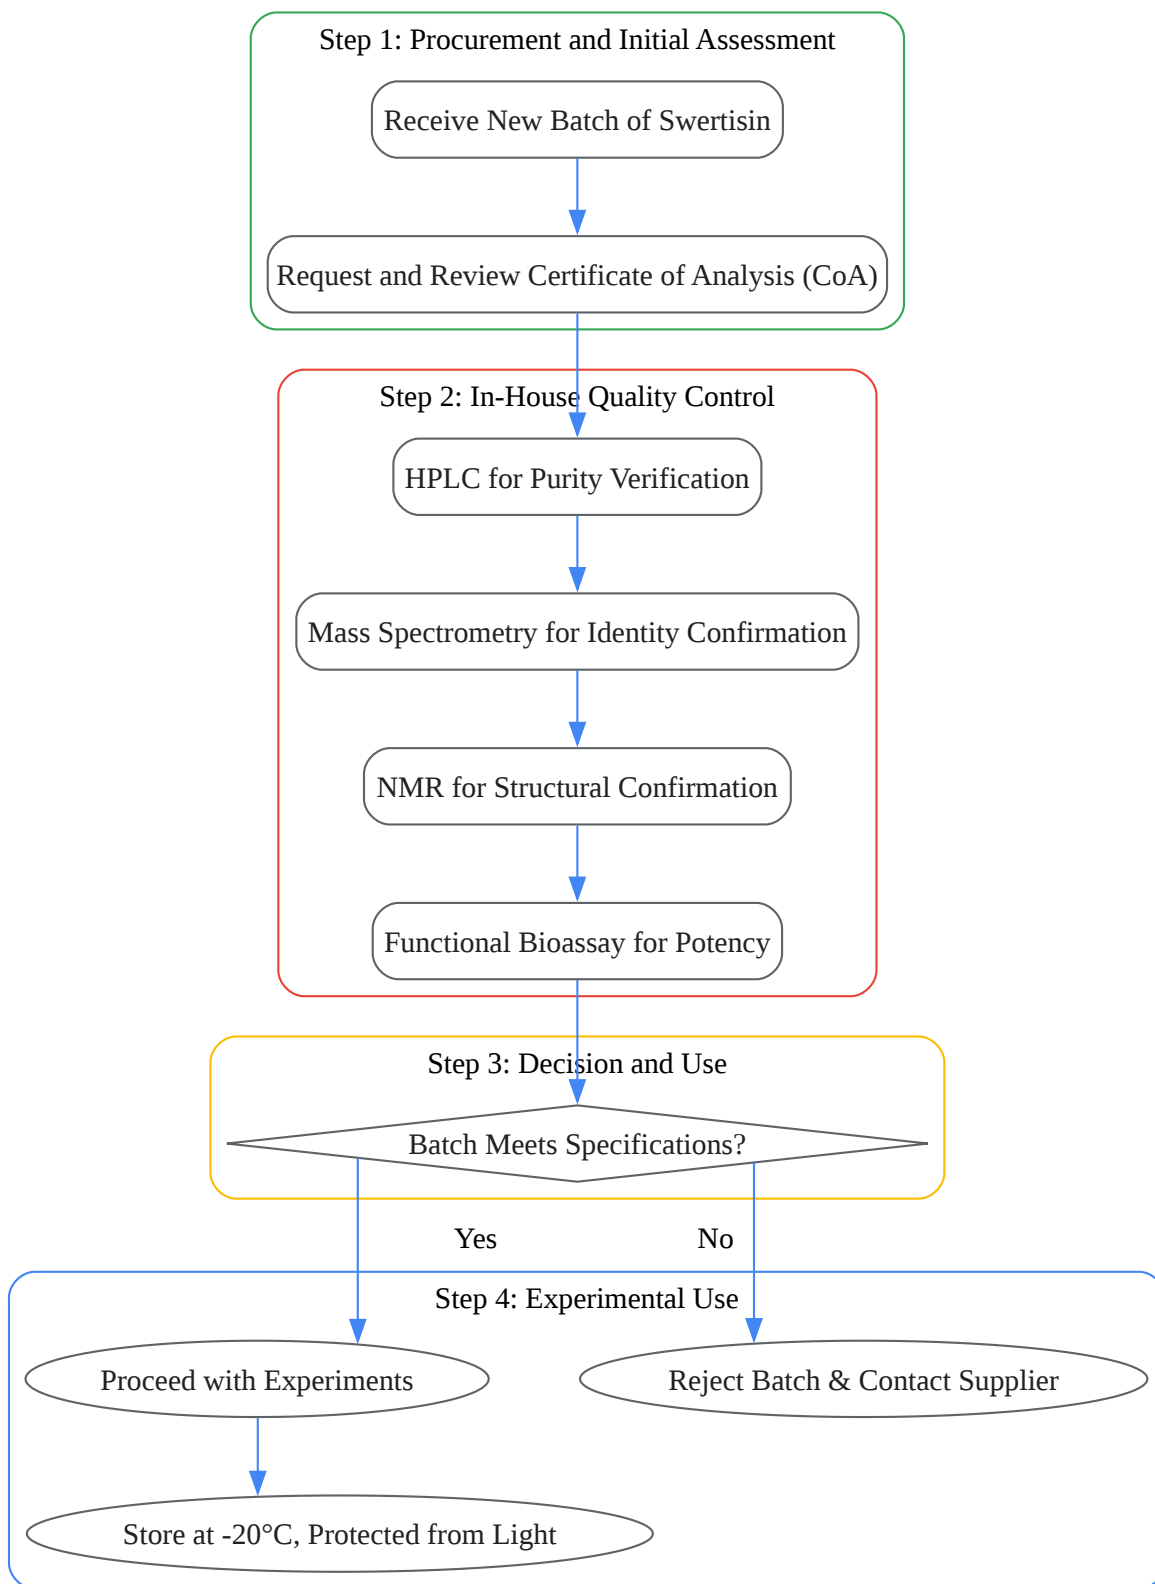 Step 1: Procurement and Initial Assessment
Receive New Batch of Swertisin
Request and Review Certificate of Analysis (CoA)
Step 2: In-House Quality Control
HPLC for Purity Verification
Mass Spectrometry for Identity Confirmation
NMR for Structural Confirmation
Functional Bioassay for Potency
Step 3: Decision and Use
Batch Meets Specifications?
Yes
No
Step 4: Experimental Use
Proceed with Experiments
Reject Batch & Contact Supplier
Store at -20°C, Protected from Light